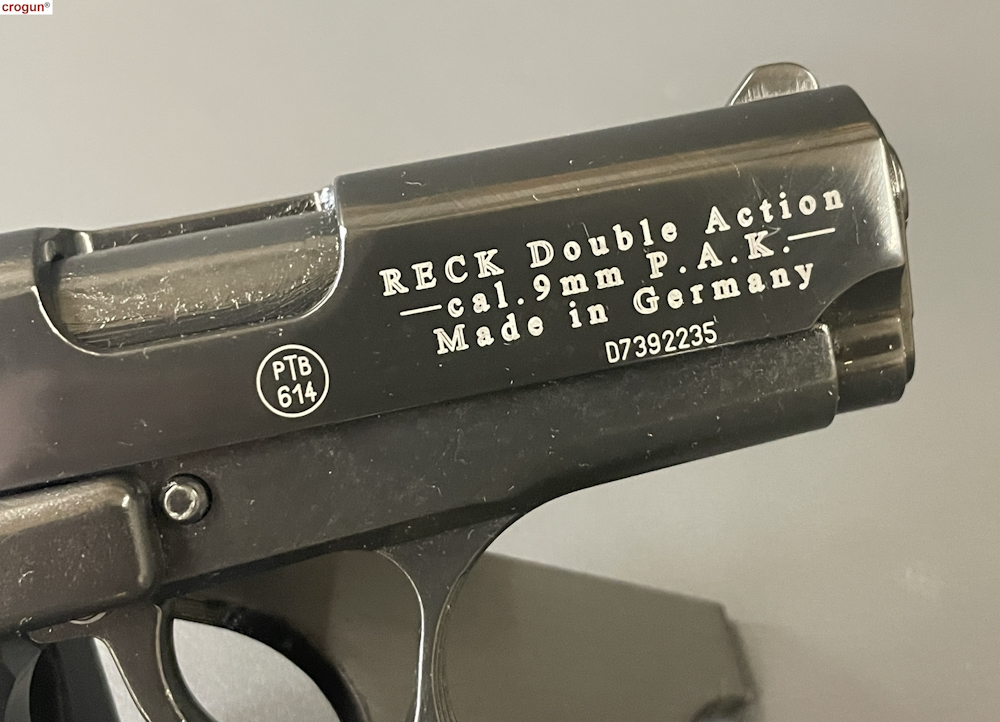 crogun®
RECK Double Action
—cal.9mm P.A.K.—
Made in Germany
D7392235
PTB
614